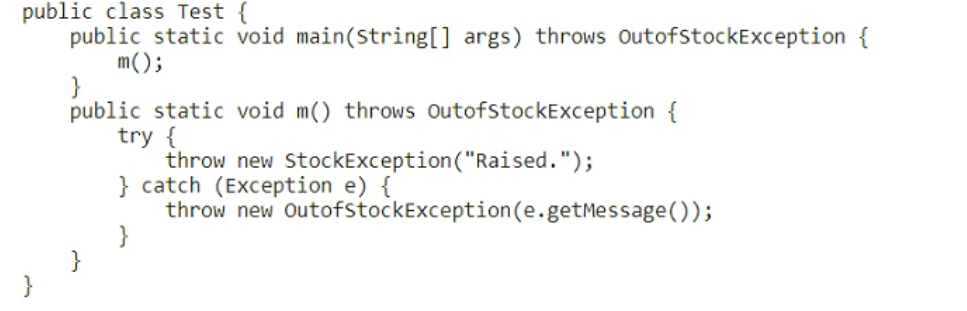 public class Test {
    public static void main(String[] args) throws OutofStockException {
        m();
    }
    public static void m() throws OutofStockException {
        try {
            throw new StockException("Raised.");
        } catch (Exception e) {
            throw new OutofStockException(e.getMessage());
        }
    }
}